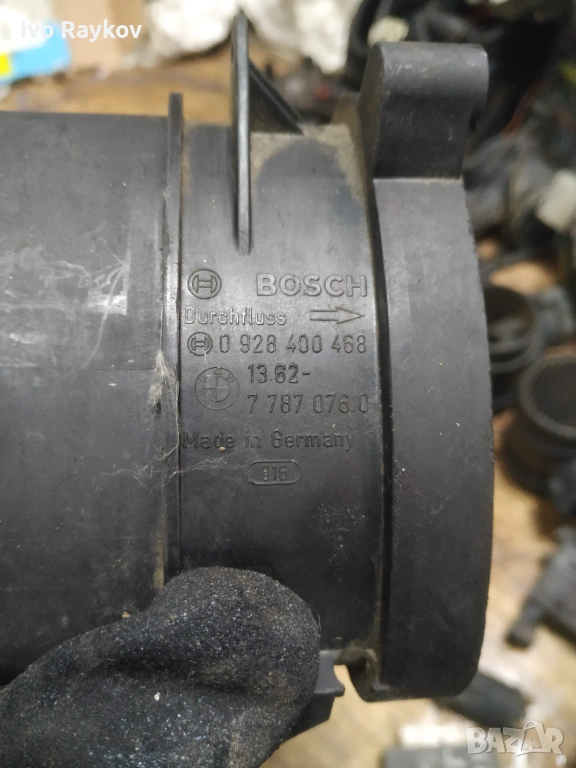 Ivo Raykov
BOSCH
Durchfluss
0 928 400 468
13.62-
7 787 076.0
Made in Germany
316
BAZAR